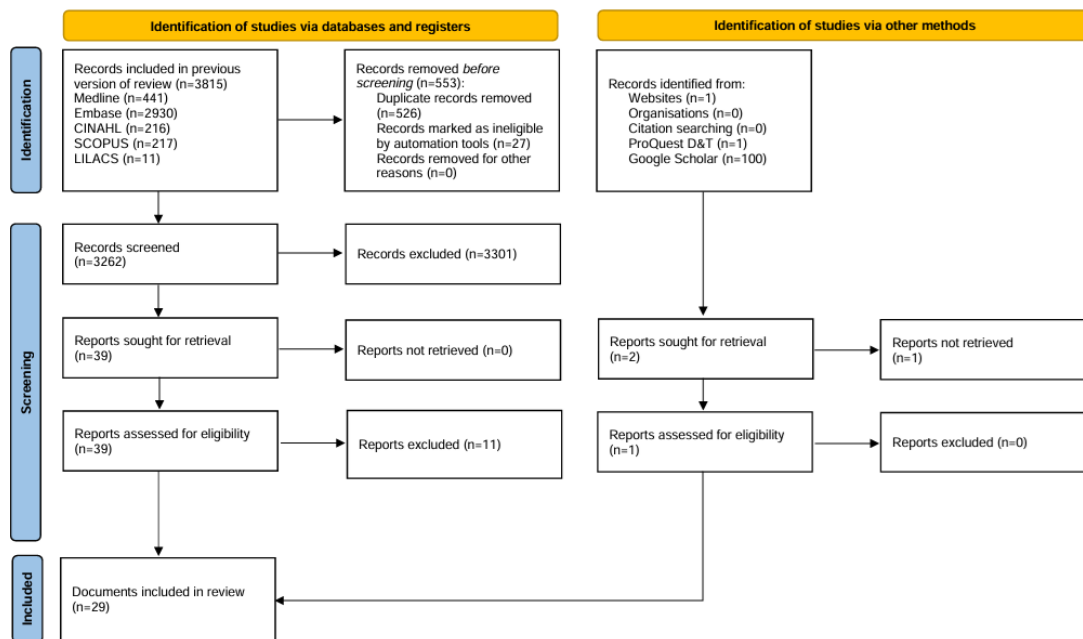 Identification of studies via databases and registers
Identification of studies via other methods
Identification
Records included in previous
version of review (n=3815)
Medline (n=441)
Embase (n=2930)
CINAHL (n=216)
SCOPUS (n=217)
LILACS (n=11)
Records removed before
screening (n=553):
Duplicate records removed
(n=526)
Records marked as ineligible
by automation tools (n=27)
Records removed for other
reasons (n=0)
Records identified from:
Websites (n=1)
Organisations (n=0)
Citation searching (n=0)
ProQuest D&T (n=1)
Google Scholar (n=100)
Screening
Records screened
(n=3262)
Records excluded (n=3301)
Reports sought for retrieval
(n=39)
Reports not retrieved (n=0)
Reports sought for retrieval
(n=2)
Reports not retrieved
(n=1)
Reports assessed for eligibility
(n=39)
Reports excluded (n=11)
Reports assessed for eligibility
(n=1)
Reports excluded (n=0)
Included
Documents included in review
(n=29)